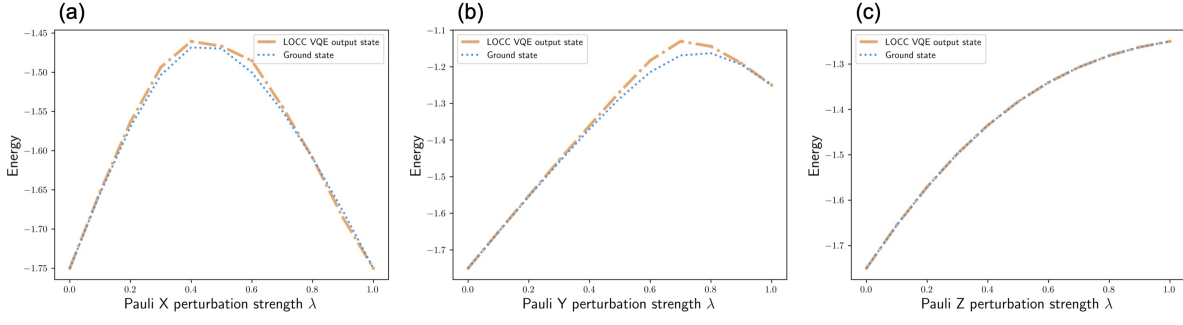 (a)
−1.45
−1.50
−1.55
−1.60
−1.65
−1.70
−1.75
Energy
LOCC VQE output state
Ground state
0.0 0.2 0.4 0.6 0.8 1.0
Pauli X perturbation strength λ
(b)
−1.1
−1.2
−1.3
−1.4
−1.5
−1.6
−1.7
Energy
LOCC VQE output state
Ground state
0.0 0.2 0.4 0.6 0.8 1.0
Pauli Y perturbation strength λ
(c)
−1.3
−1.4
−1.5
−1.6
−1.7
Energy
LOCC VQE output state
Ground state
0.0 0.2 0.4 0.6 0.8 1.0
Pauli Z perturbation strength λ